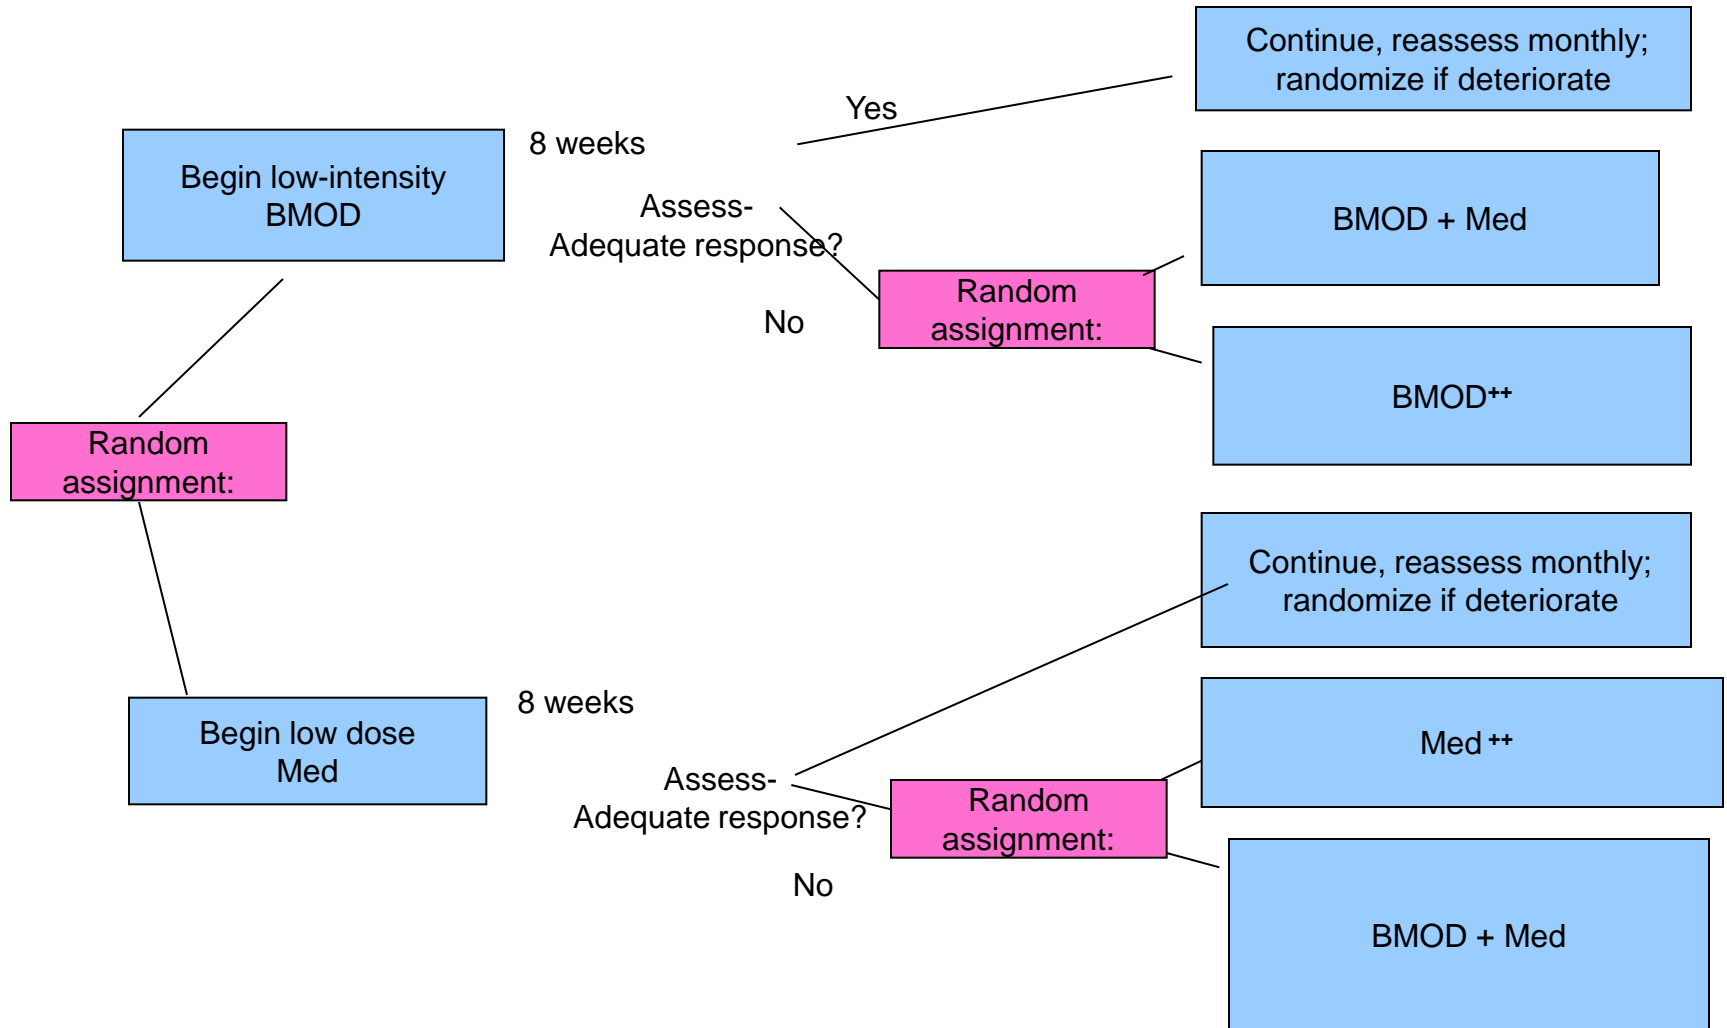 Continue, reassess monthly;
randomize if deteriorate
Yes
8 weeks
Begin low-intensity
BMOD
Assess-
Adequate response?
BMOD + Med
Random
assignment:
No
BMOD++
Random
assignment:
Continue, reassess monthly;
randomize if deteriorate
8 weeks
Begin low dose
Med
Med ++
Assess-
Adequate response?
Random
assignment:
No
BMOD + Med